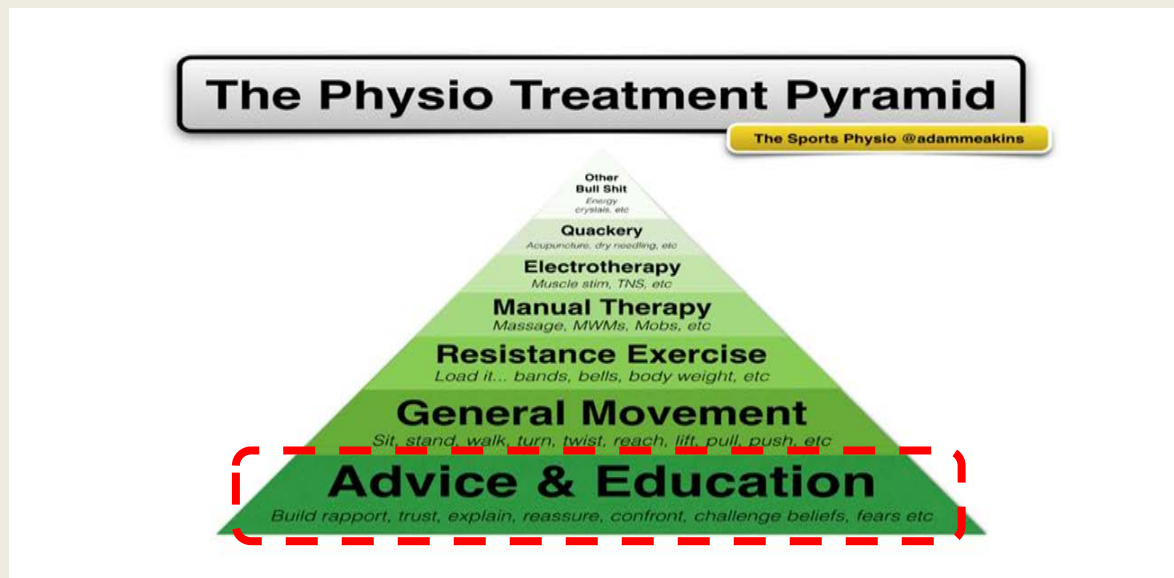 The Physio Treatment Pyramid
The Sports Physio @adammeakins
Other
Bull Shit
Energy
crystals, etc
Quackery
Acupuncture, dry needling, etc
Electrotherapy
Muscle stim, TNS, etc
Manual Therapy
Massage, MWMs, Mobs, etc
Resistance Exercise
Load it... bands, bells, body weight, etc
General Movement
Sit, stand, walk, turn, twist, reach, lift, pull, push, etc
Advice & Education
Build rapport, trust, explain, reassure, confront, challenge beliefs, fears etc